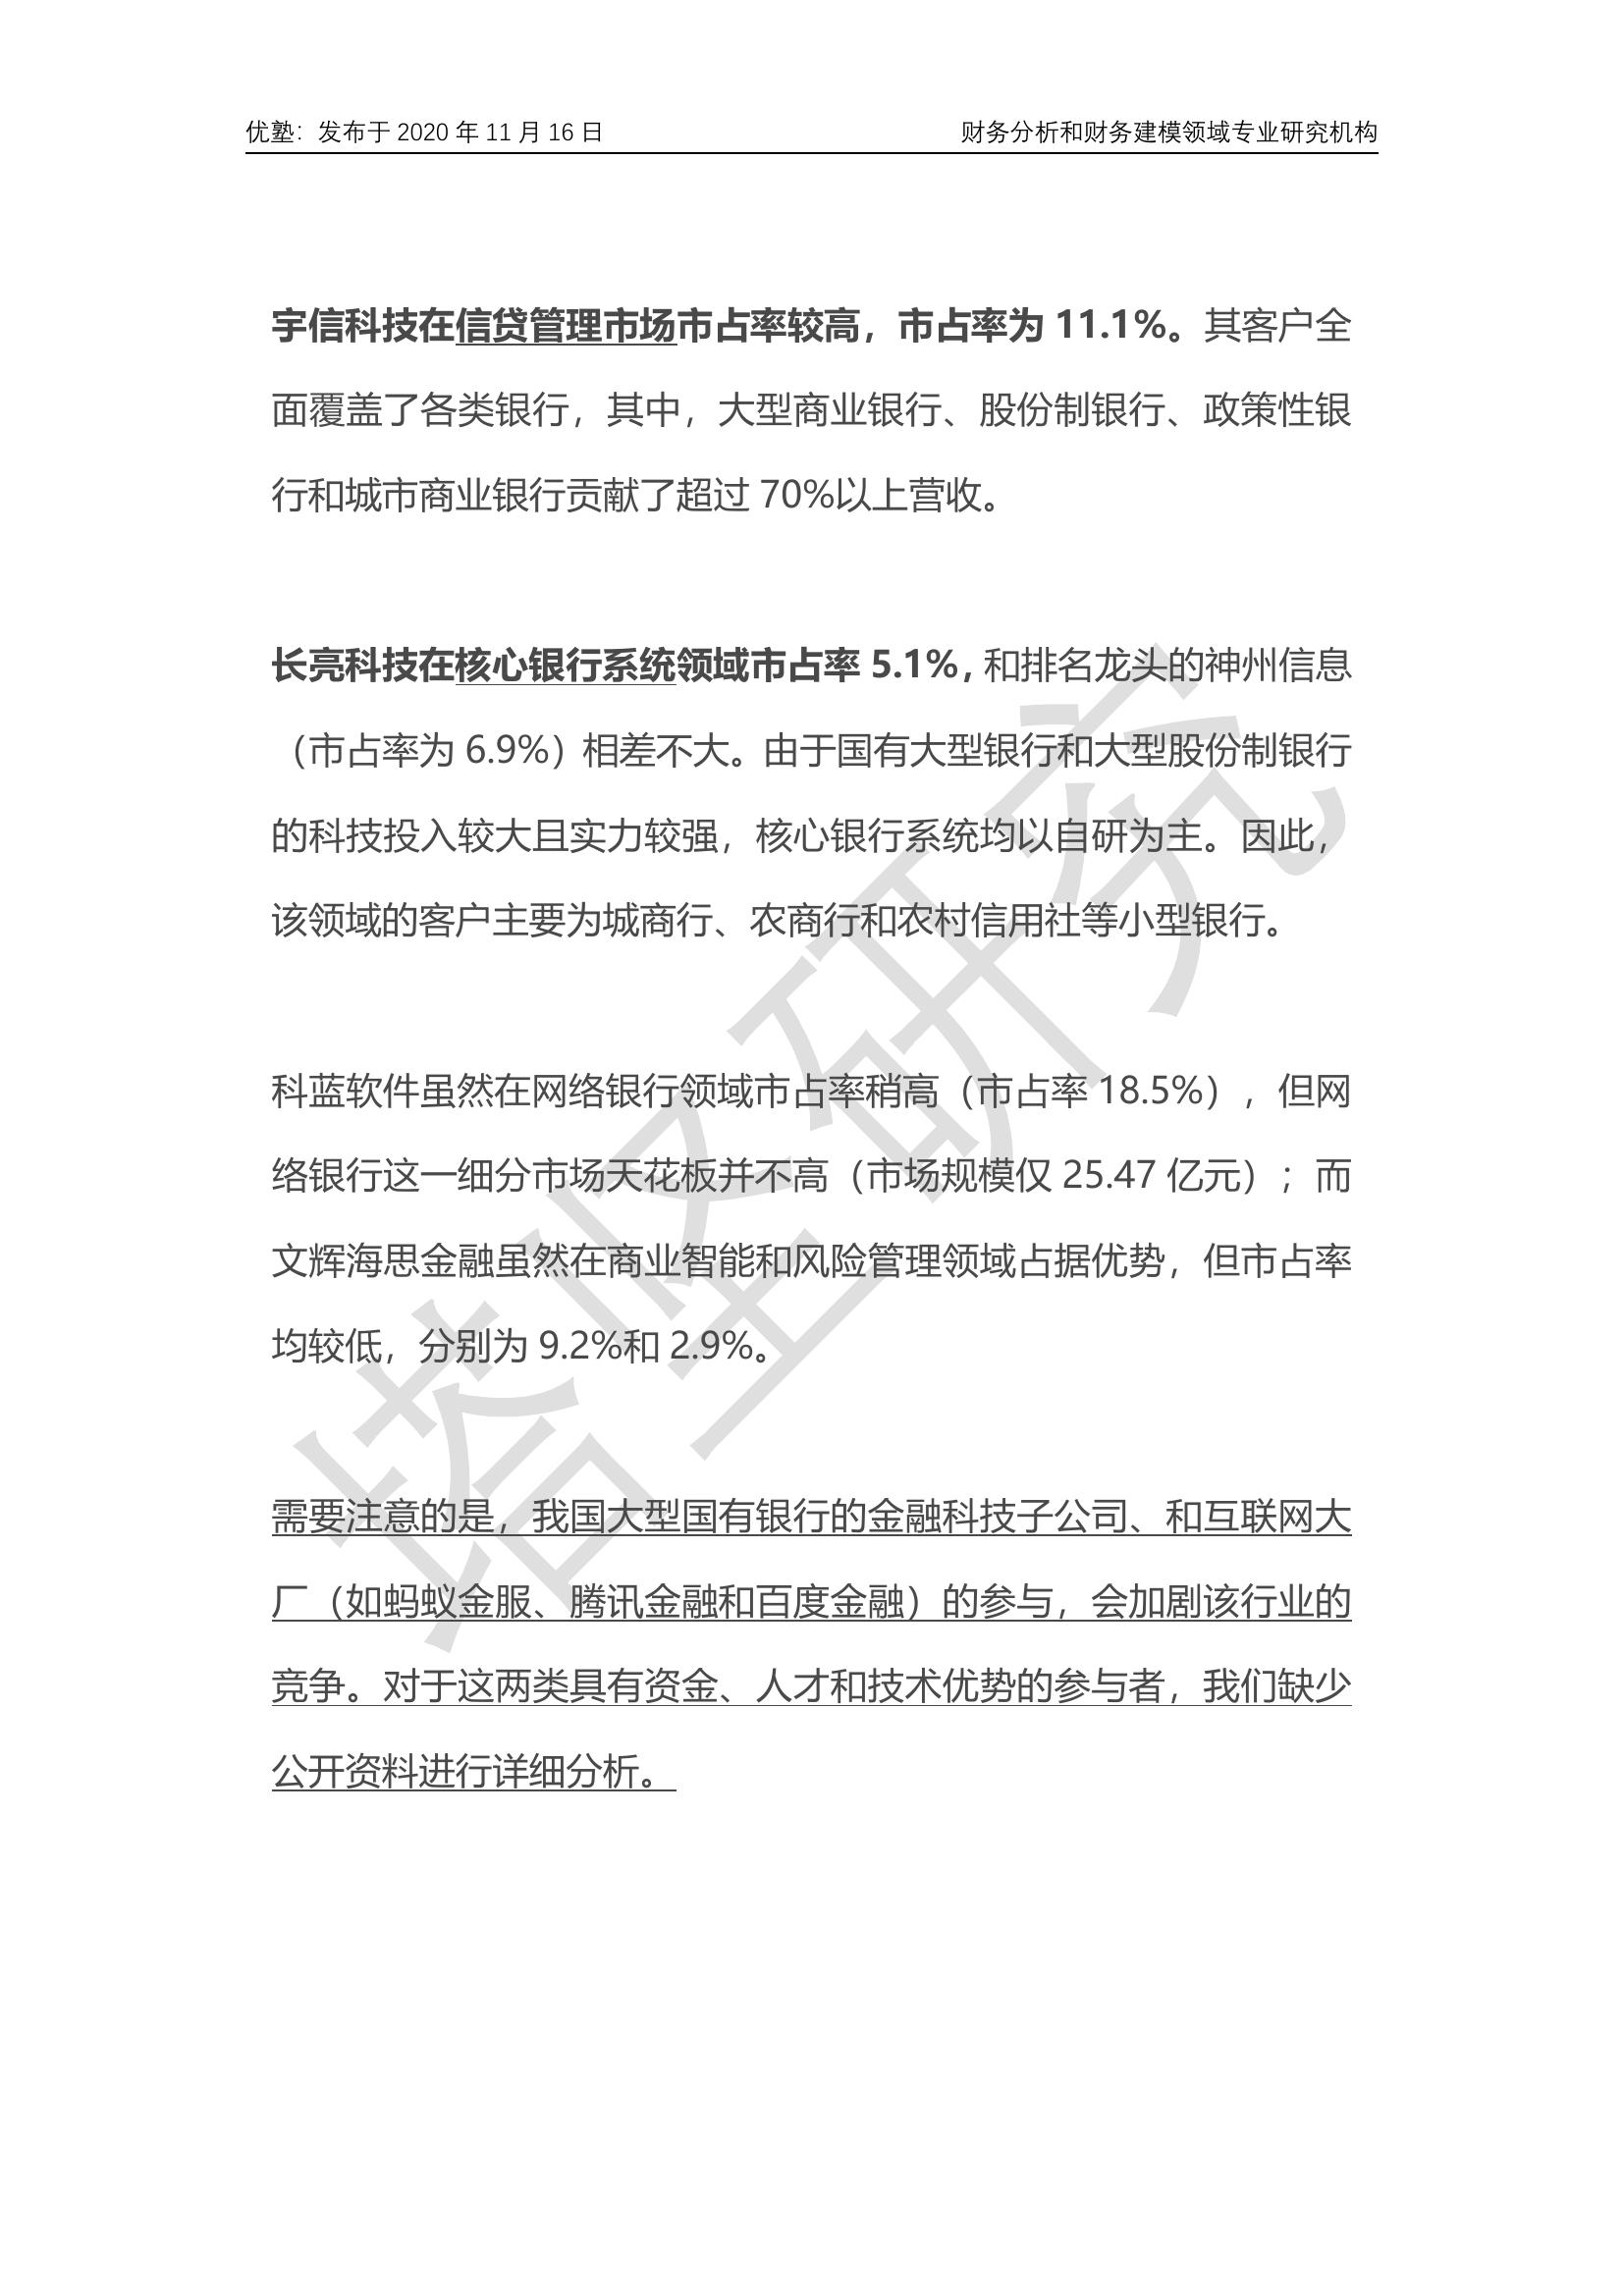 优塾：发布于 2020 年 11 月 16 日
财务分析和财务建模领域专业研究机构
宇信科技在信贷管理市场市占率较高，市占率为 11.1%。其客户全
面覆盖了各类银行，其中，大型商业银行、股份制银行、政策性银
行和城市商业银行贡献了超过 70%以上营收。
长亮科技在核心银行系统领域市占率 5.1%，和排名龙头的神州信息
（市占率为 6.9%）相差不大。由于国有大型银行和大型股份制银行
的科技投入较大且实力较强，核心银行系统均以自研为主。因此，
该领域的客户主要为城商行、农商行和农村信用社等小型银行。
科蓝软件虽然在网络银行领域市占率稍高（市占率 18.5%），但网
络银行这一细分市场天花板并不高（市场规模仅 25.47 亿元）；而
文辉海思金融虽然在商业智能和风险管理领域占据优势，但市占率
均较低，分别为 9.2%和 2.9%。
需要注意的是，我国大型国有银行的金融科技子公司、和互联网大
厂（如蚂蚁金服、腾讯金融和百度金融）的参与，会加剧该行业的
竞争。对于这两类具有资金、人才和技术优势的参与者，我们缺少
公开资料进行详细分析。
塔坚研究